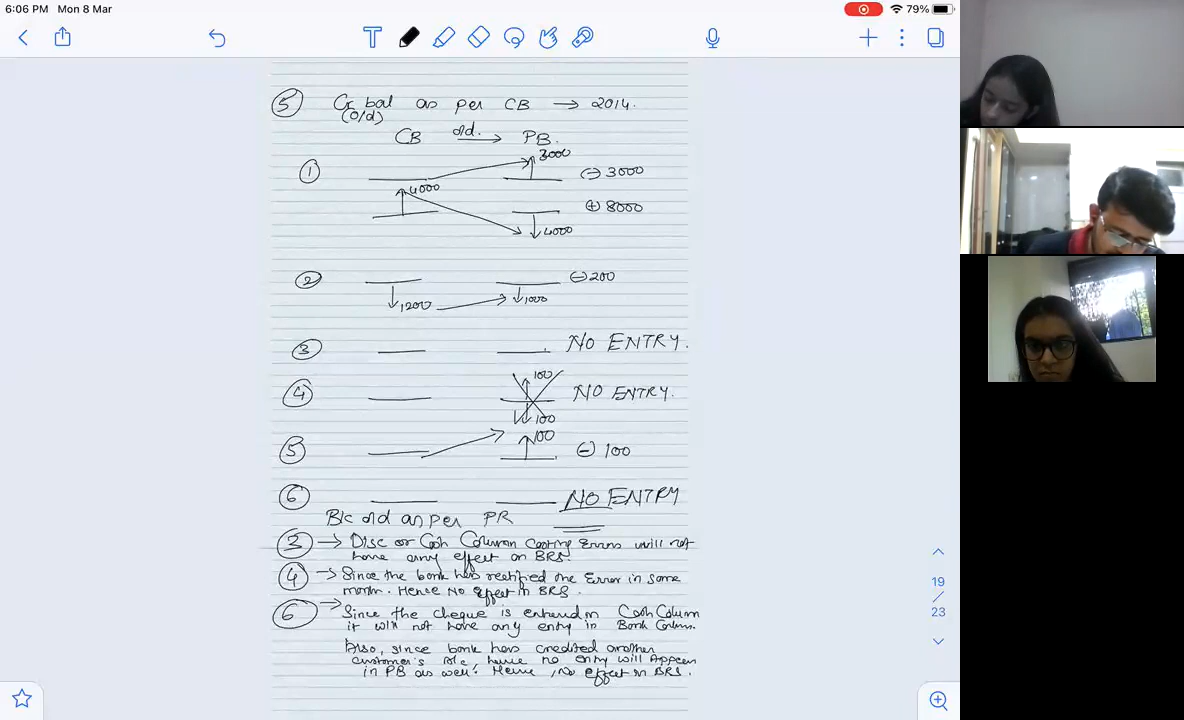 6:06 PM Mon 8 Mar
79%
5 Cr bal as per CB → 2014.
(O/d)
CB o/d. → PB.
1 3000 (-) 3000
4000 (+) 8000
4000
2 (-) 200
1200 1000
3 NO ENTRY.
100
4 NO ENTRY.
100
5 100 (-) 100
6 NO ENTRY
Blc old as per PR
3 → Disc or Cash Column Casting Errors will not
have any effect on BRS.
4 → Since the bank has rectified the Error in same
month. Hence No effect in BRS.
6 → Since the cheque is entered in Cash Column
it will not have any entry in Bank Column.
Also, since bank has credited another
customer's A/c, hence no entry will Appear
in PB as well. Hence, No effect in BRS.
19
/
23